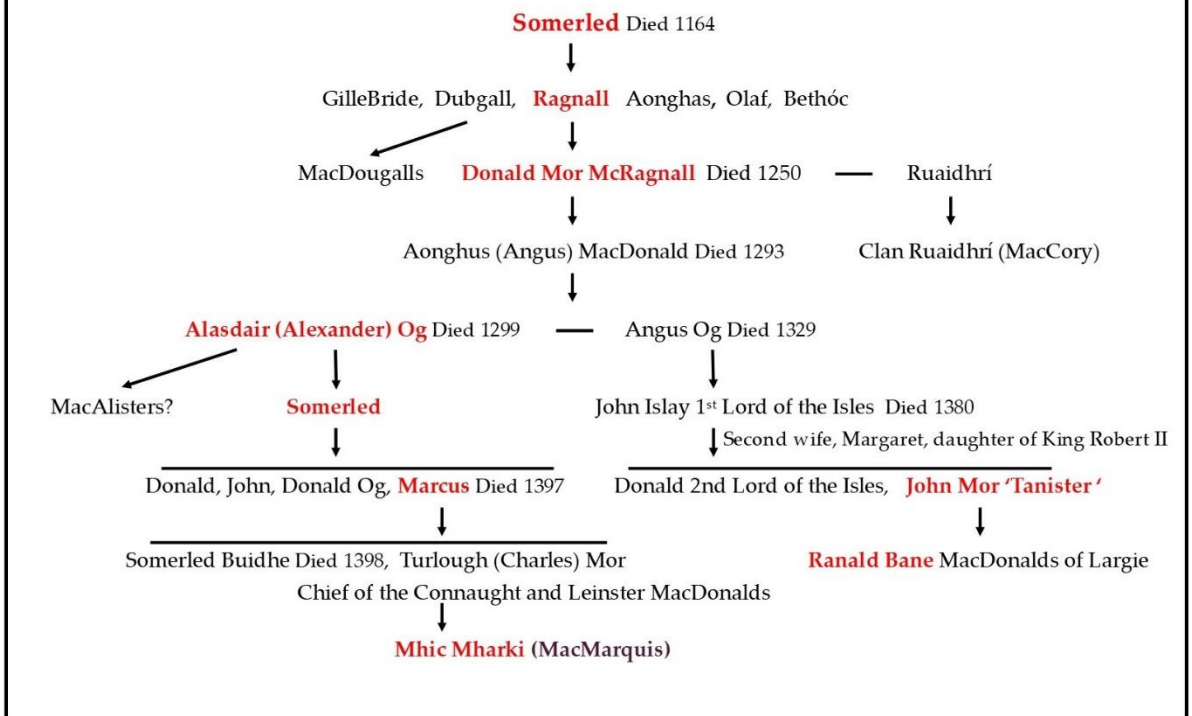 Somerled Died 1164
GilleBride, Dubgall, Ragnall Aonghas, Olaf, Bethóc
MacDougalls Donald Mor McRagnall Died 1250 — Ruaidhrí
Aonghus (Angus) MacDonald Died 1293 Clan Ruaidhrí (MacCory)
Alasdair (Alexander) Og Died 1299 — Angus Og Died 1329
MacAlisters? Somerled John Islay 1st Lord of the Isles Died 1380
Second wife, Margaret, daughter of King Robert II
Donald, John, Donald Og, Marcus Died 1397 Donald 2nd Lord of the Isles, John Mor ‘Tanister ‘
Somerled Buidhe Died 1398, Turlough (Charles) Mor Ranald Bane MacDonalds of Largie
Chief of the Connaught and Leinster MacDonalds
Mhic Mharki (MacMarquis)